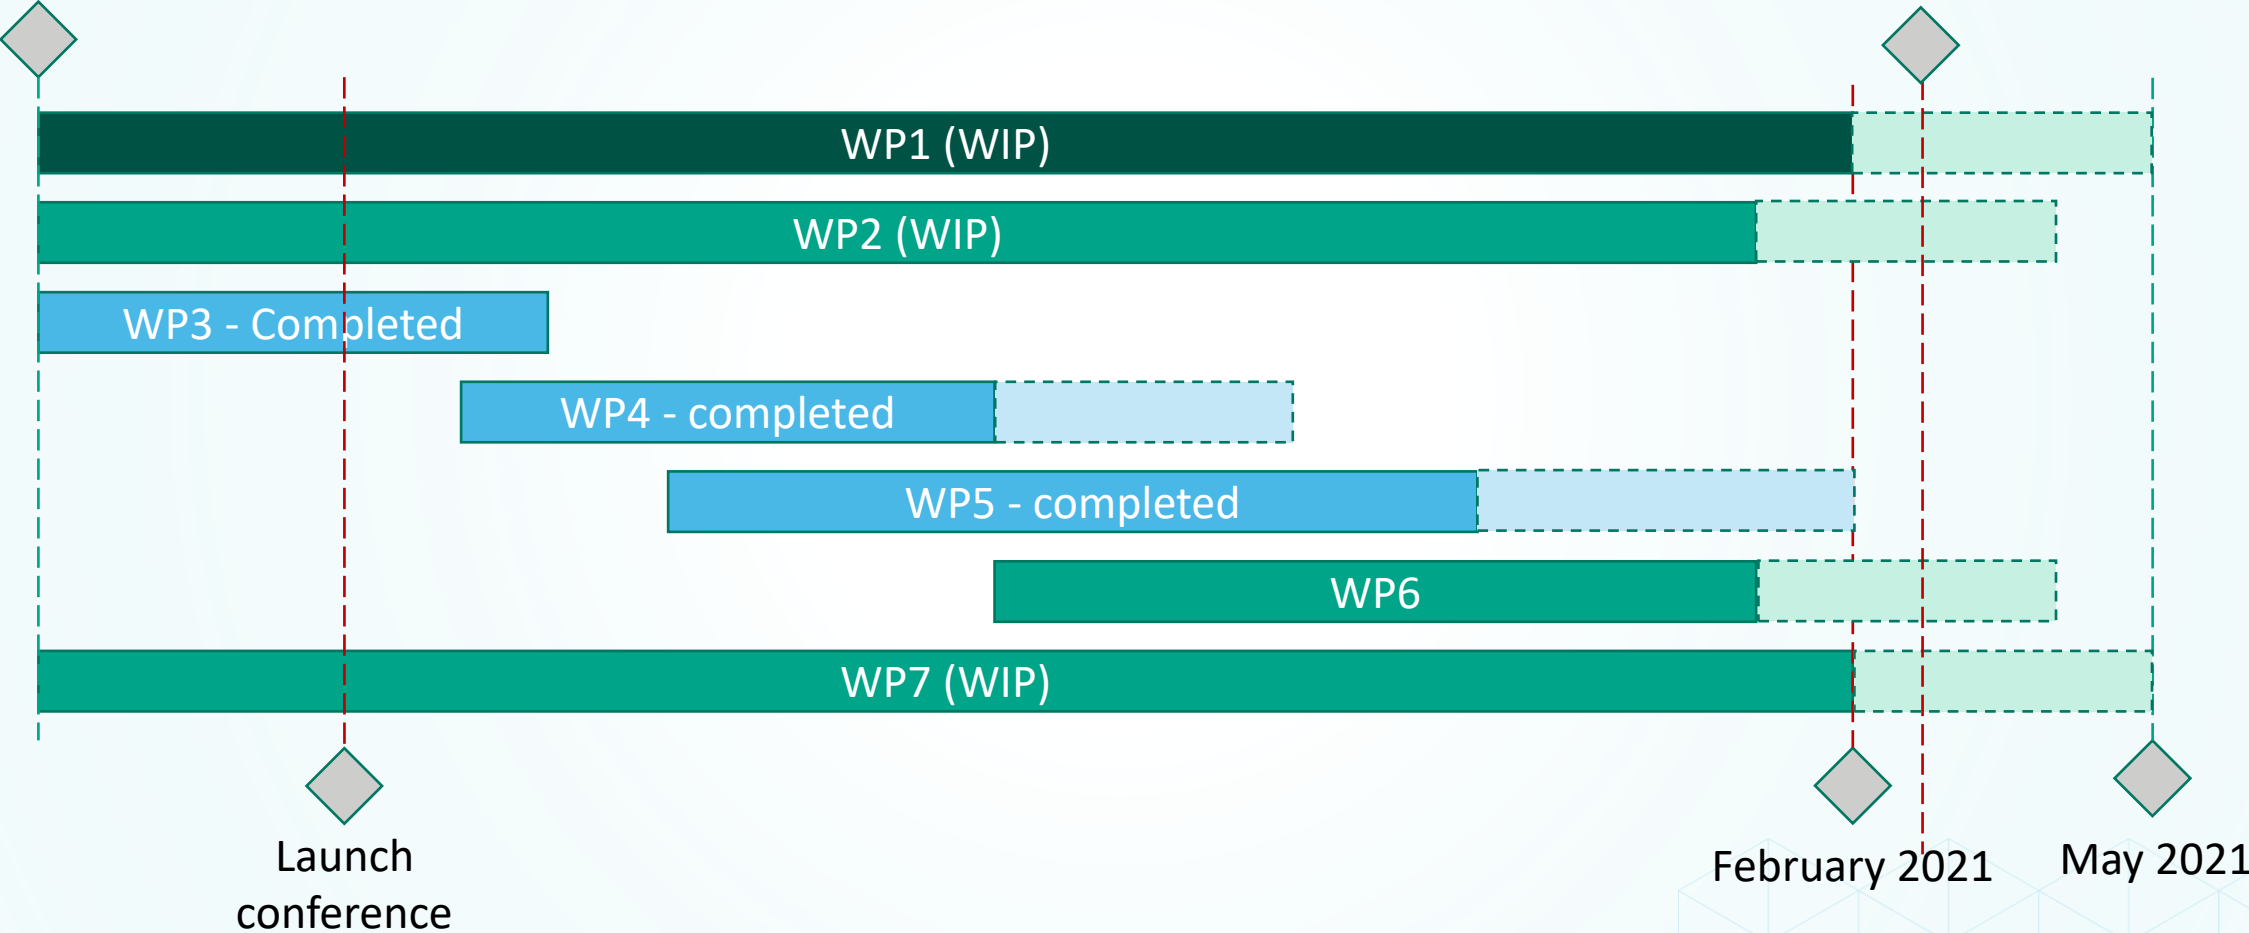 WP1 (WIP)
WP2 (WIP)
WP3 - Completed
WP4 - completed
WP5 - completed
WP6
WP7 (WIP)
Launch
conference
February 2021
May 2021